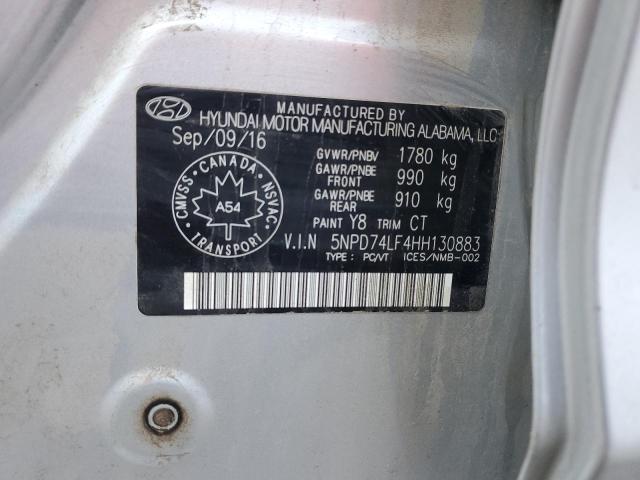 MANUFACTURED BY
HYUNDAI MOTOR MANUFACTURING ALABAMA, LLC
Sep/09/16
GVWR/PNBV 1780 kg
GAWR/PNBE FRONT 990 kg
GAWR/PNBE REAR 910 kg
PAINT Y8 TRIM CT
V.I.N 5NPD74LF4HH130883
TYPE : PC/VT ICES/NMB-002
CMVSS · CANADA · NSVAC
A54
TRANSPORT